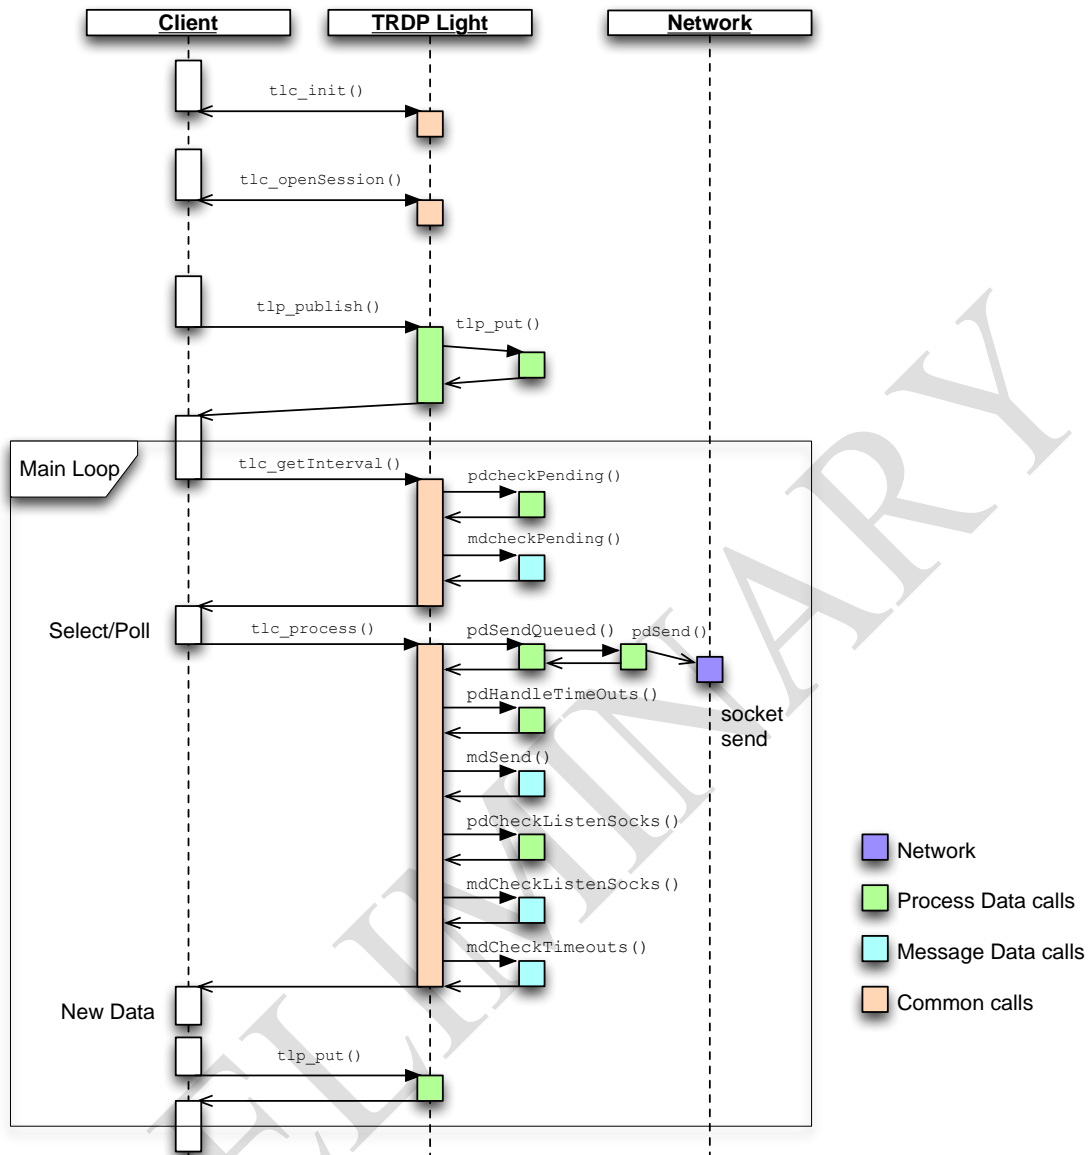 Client
TRDP Light
Network
tlc_init()
tlc_openSession()
tlp_publish()
tlp_put()
Main Loop
tlc_getInterval()
pdcheckPending()
mdcheckPending()
Select/Poll
tlc_process()
pdSendQueued()
pdSend()
pdHandleTimeOuts()
socket
send
mdSend()
pdCheckListenSocks()
mdCheckListenSocks()
mdCheckTimeouts()
New Data
tlp_put()
Network
Process Data calls
Message Data calls
Common calls
ELIMINARY